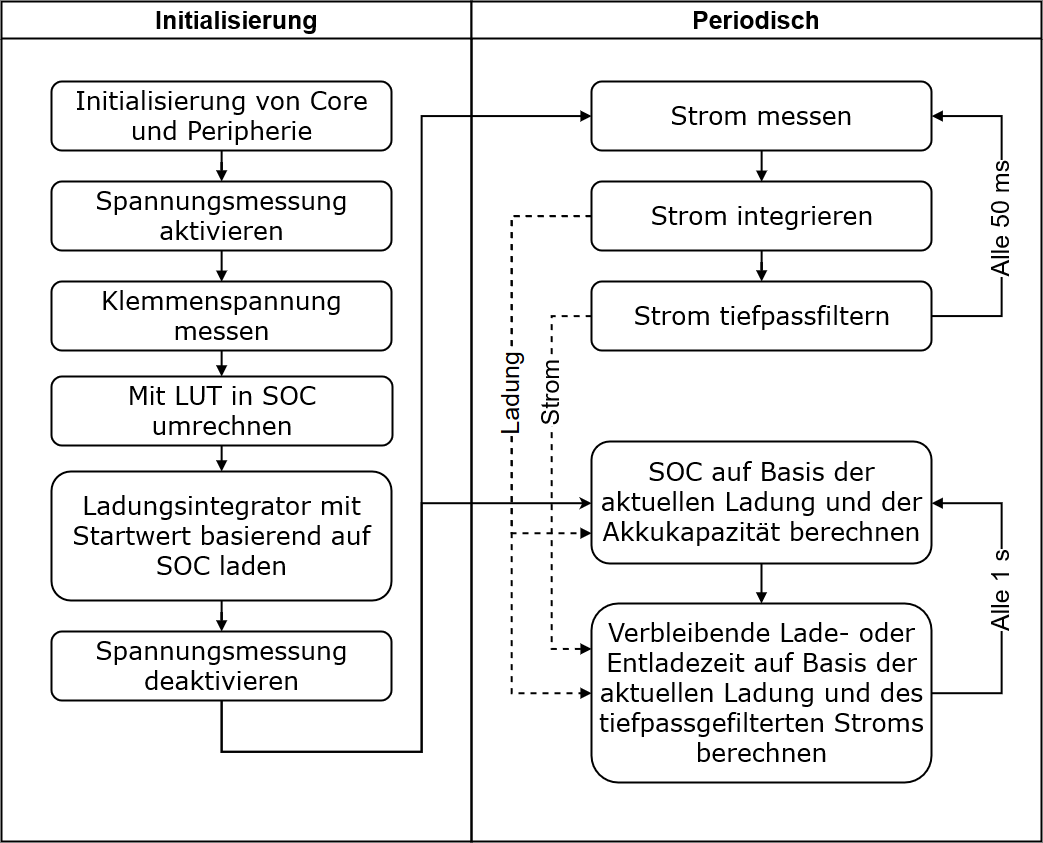 Initialisierung
Periodisch
Initialisierung von Core
und Peripherie
Spannungsmessung
aktivieren
Klemmenspannung
messen
Mit LUT in SOC
umrechnen
Ladungsintegrator mit
Startwert basierend auf
SOC laden
Spannungsmessung
deaktivieren
Strom messen
Strom integrieren
Strom tiefpassfiltern
Alle 50 ms
Ladung
Strom
SOC auf Basis der
aktuellen Ladung und der
Akkukapazität berechnen
Verbleibende Lade- oder
Entladezeit auf Basis der
aktuellen Ladung und des
tiefpassgefilterten Stroms
berechnen
Alle 1 s